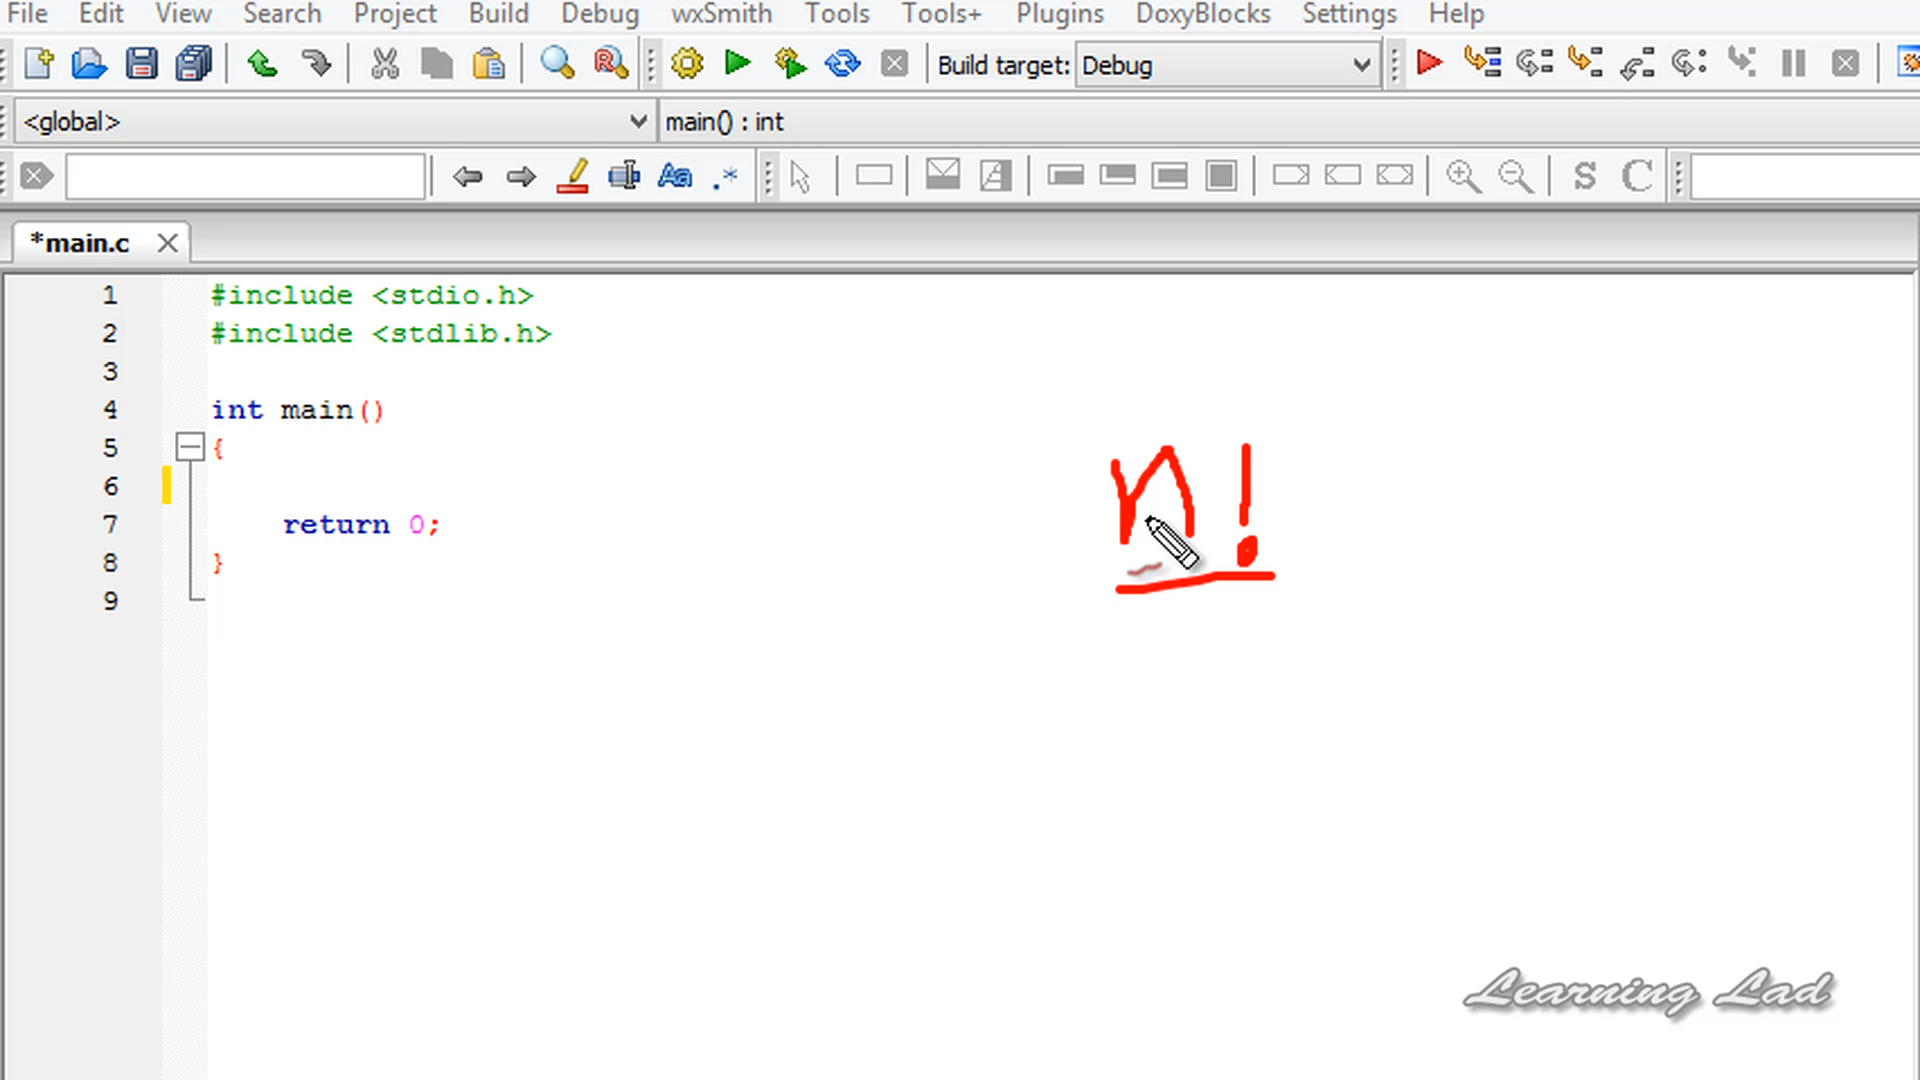 File Edit View Search Project Build Debug wxSmith Tools Tools+ Plugins DoxyBlocks Settings Help
Build target: Debug
<global> main() : int
Aa .* S C
*main.c
1 #include <stdio.h>
2 #include <stdlib.h>
3
4 int main()
5 {
6
7 return 0;
8 }
9
n!
Learning Lad